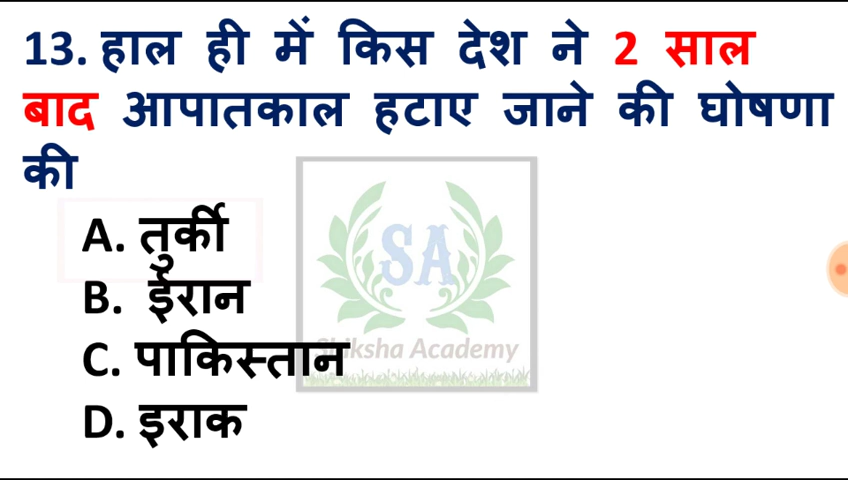 13. हाल ही में किस देश ने 2 साल
बाद आपातकाल हटाए जाने की घोषणा
की
A. तुर्की
SA
B. ईरान
C. पाकिस्तान
Shiksha Academy
D. इराक